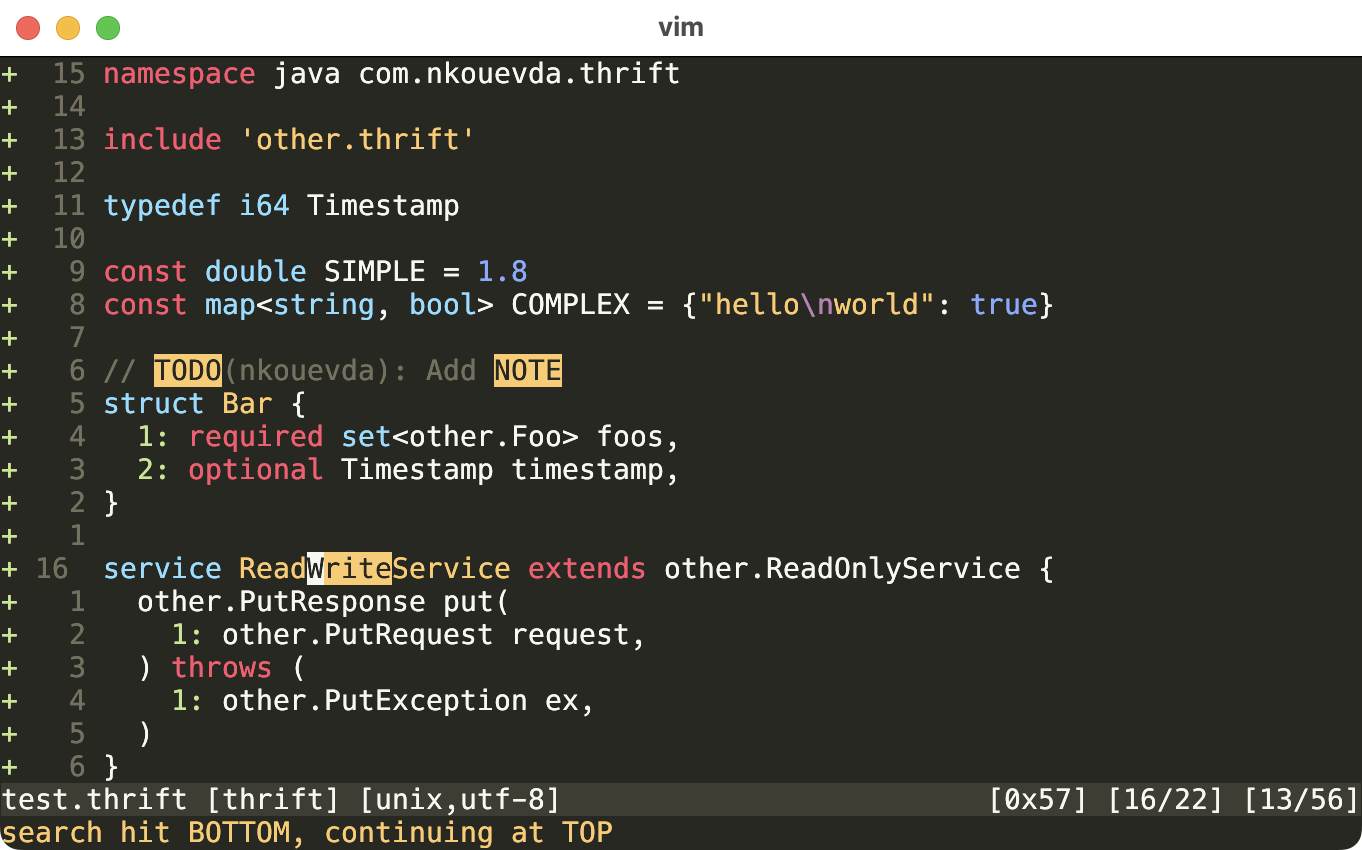 vim
+  15 namespace java com.nkouevda.thrift
+  14
+  13 include 'other.thrift'
+  12
+  11 typedef i64 Timestamp
+  10
+   9 const double SIMPLE = 1.8
+   8 const map<string, bool> COMPLEX = {"hello\nworld": true}
+   7
+   6 // TODO(nkouevda): Add NOTE
+   5 struct Bar {
+   4   1: required set<other.Foo> foos,
+   3   2: optional Timestamp timestamp,
+   2 }
+   1
+ 16  service ReadWriteService extends other.ReadOnlyService {
+   1   other.PutResponse put(
+   2     1: other.PutRequest request,
+   3   ) throws (
+   4     1: other.PutException ex,
+   5   )
+   6 }
test.thrift [thrift] [unix,utf-8] [0x57] [16/22] [13/56]
search hit BOTTOM, continuing at TOP